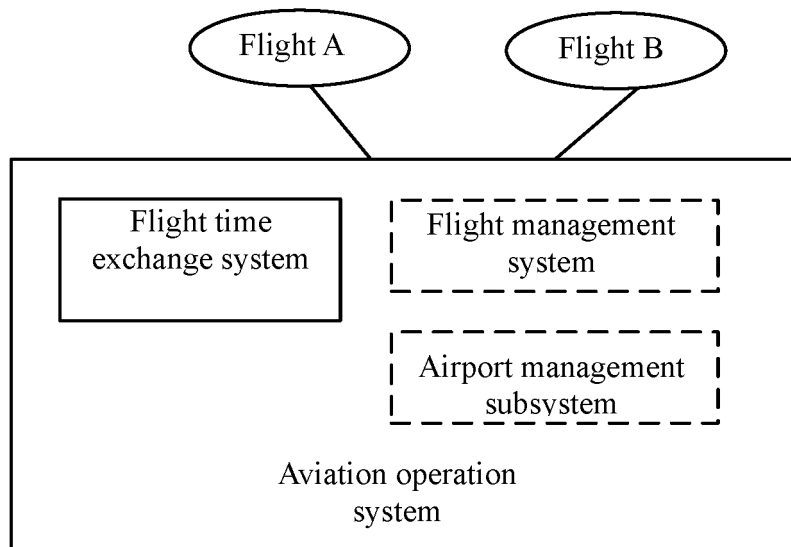 Flight A
Flight B
Flight time
exchange system
Flight management
system
Airport management
subsystem
Aviation operation
system